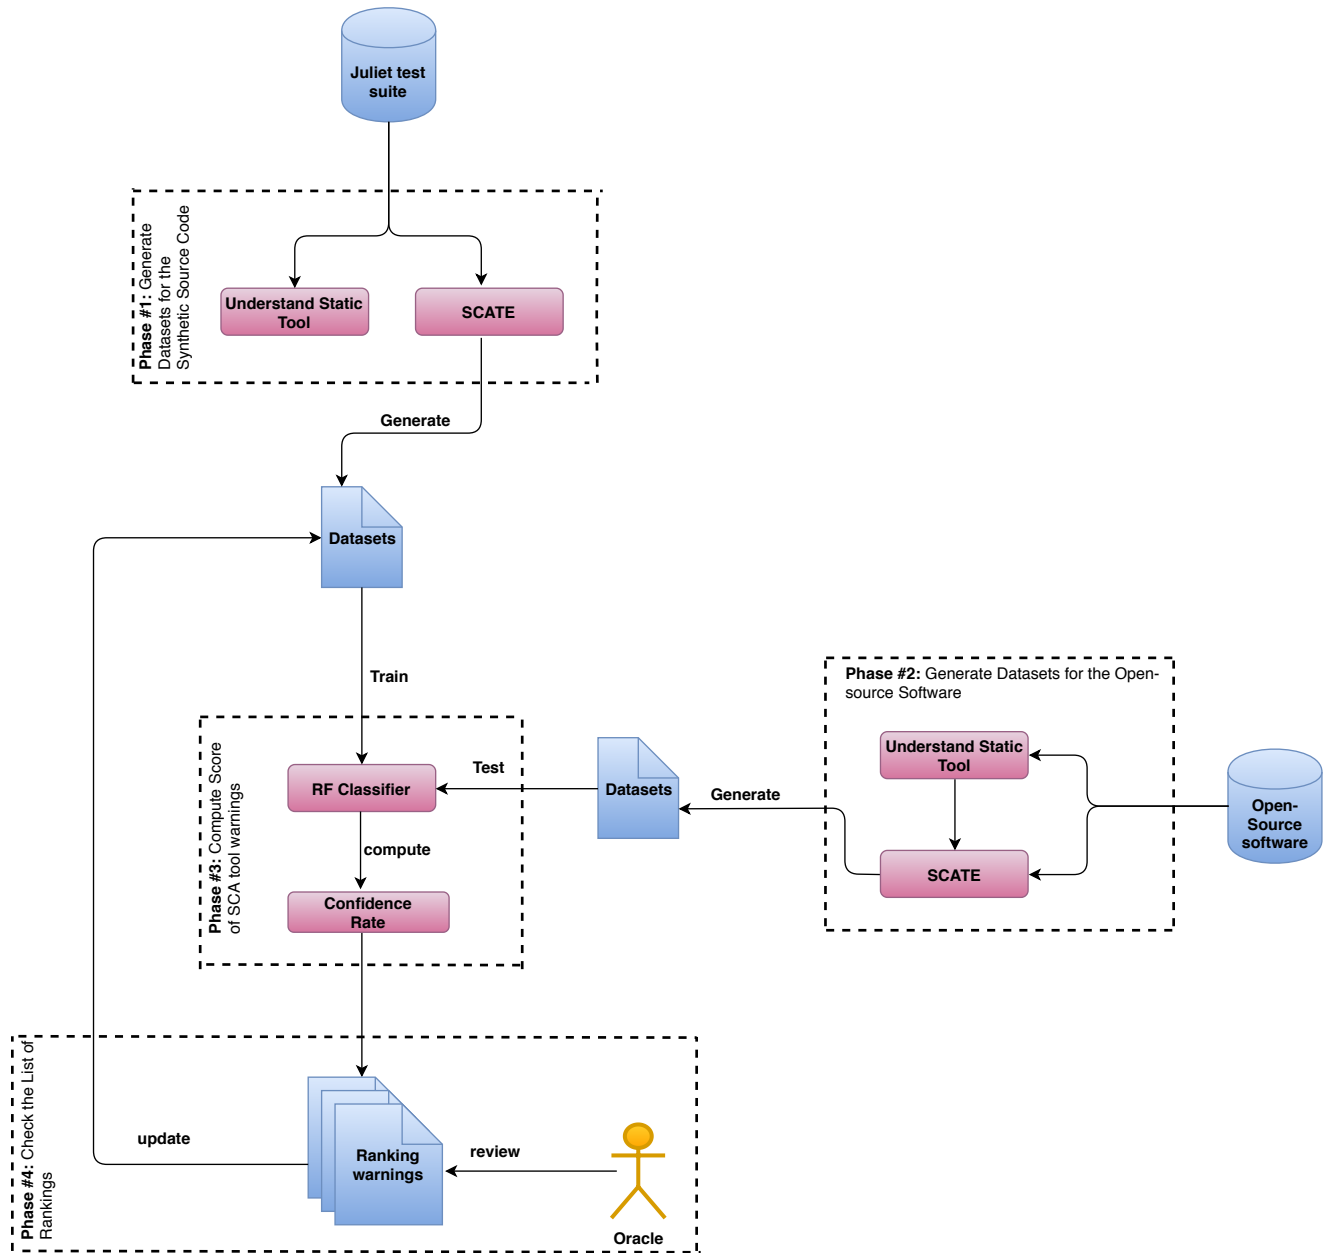 Juliet test
suite
Phase #1: Generate
Datasets for the
Synthetic Source Code
Understand Static
Tool
SCATE
Generate
Datasets
Train
Phase #2: Generate Datasets for the Open-
source Software
Understand Static
Tool
SCATE
Open-
Source
software
Generate
Datasets
Test
Phase #3: Compute Score
of SCA tool warnings
RF Classifier
compute
Confidence
Rate
Phase #4: Check the List of
Rankings
update
Ranking
warnings
review
Oracle